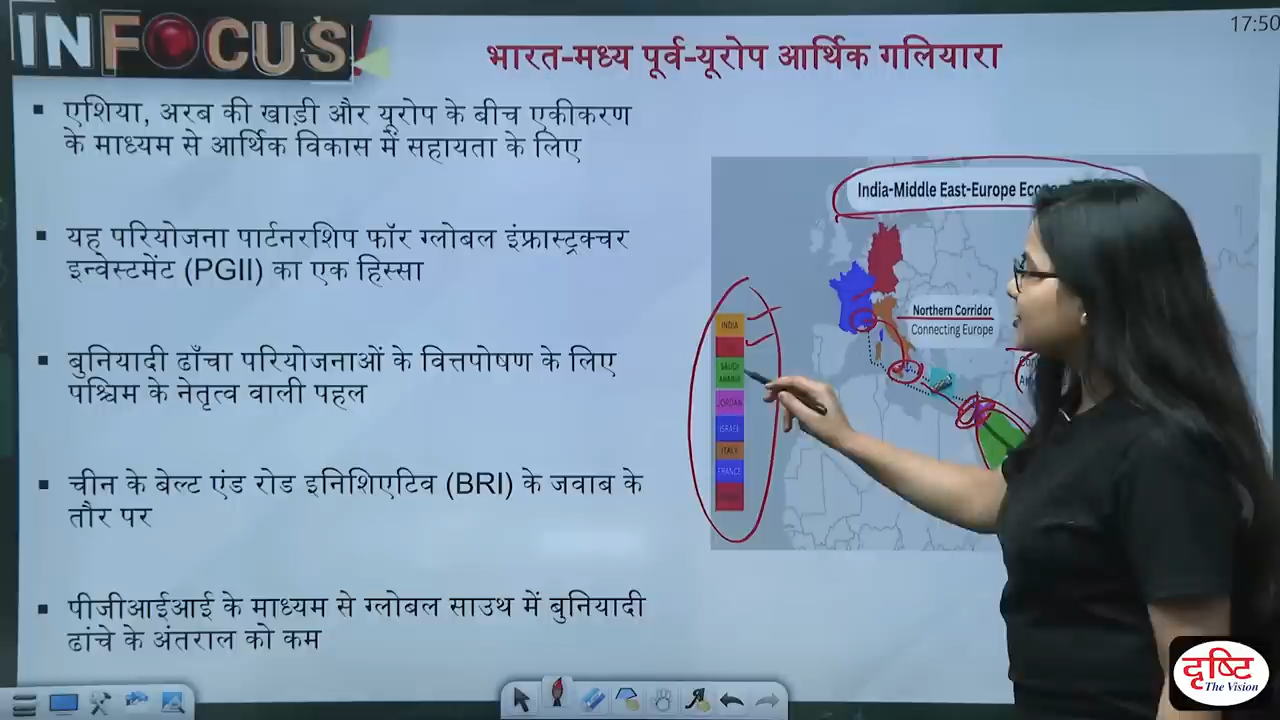 INFOCUS!
17:50
भारत-मध्य पूर्व-यूरोप आर्थिक गलियारा
▪ एशिया, अरब की खाड़ी और यूरोप के बीच एकीकरण
के माध्यम से आर्थिक विकास में सहायता के लिए
▪ यह परियोजना पार्टनरशिप फॉर ग्लोबल इंफ्रास्ट्रक्चर
इन्वेस्टमेंट (PGII) का एक हिस्सा
▪ बुनियादी ढाँचा परियोजनाओं के वित्तपोषण के लिए
पश्चिम के नेतृत्व वाली पहल
▪ चीन के बेल्ट एंड रोड इनिशिएटिव (BRI) के जवाब के
तौर पर
▪ पीजीआईआई के माध्यम से ग्लोबल साउथ में बुनियादी
ढांचे के अंतराल को कम
India-Middle East-Europe
Northern Corridor
Connecting Europe
INDIA
SAUDI
ARABIA
JORDAN
ISRAEL
ITALY
FRANCE
दृष्टि
The Vision